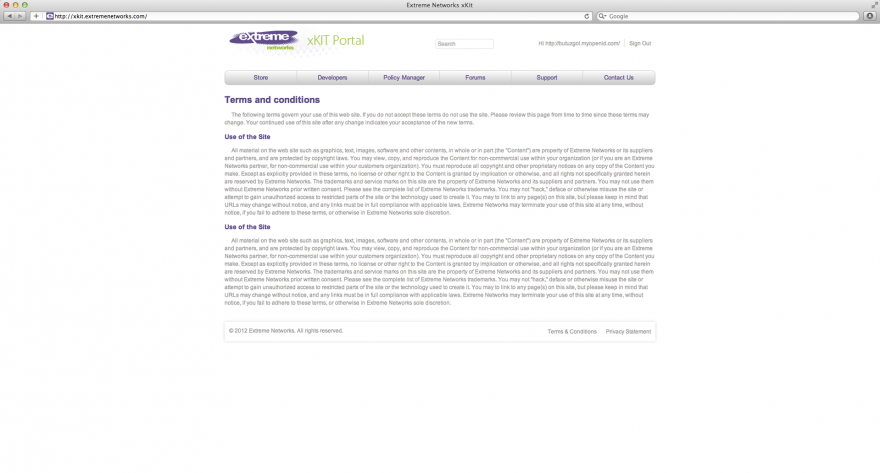 Extreme Networks xKit
http://xkit.extremenetworks.com/
Google
extreme
networks
xKIT Portal
Search
Hi http://butuzgol.myopenid.com/
Sign Out
Store
Developers
Policy Manager
Forums
Support
Contact Us
Terms and conditions
The following terms govern your use of this web site, if you do not accept these terms do not use the site. Please review this page from time to time since these terms may
change. Your continued use of this site after any change indicates your acceptance of the new terms.
Use of the Site
All material on the web site such as graphics, text, images, software and other contents, in whole or in part (the "Content") are property of Extreme Networks or its suppliers
and partners, and are protected by copyright laws. You may view, copy, and reproduce the Content for non-commercial use within your organization (or if you are an Extreme
Networks partner, for non-commercial use within your customers organization). You must reproduce all copyright and other proprietary notices on any copy of the Content you
make. Except as explicitly provided in these terms, no license or other right to the Content is granted by implication or otherwise, and all rights not specifically granted herein
are reserved by Extreme Networks. The trademarks and service marks on this site are the property of Extreme Networks and its suppliers and partners. You may not use them
without Extreme Networks prior written consent. Please see the complete list of Extreme Networks trademarks. You may not "hack," deface or otherwise misuse the site or
attempt to gain unauthorized access to restricted parts of the site or the technology used to create it. You may to link to any page(s) on this site, but please keep in mind that
URLs may change without notice, and any links must be in full compliance with applicable laws. Extreme Networks may terminate your use of this site at any time, without
notice, if you fail to adhere to these terms, or otherwise in Extreme Networks sole discretion.
Use of the Site
All material on the web site such as graphics, text, images, software and other contents, in whole or in part (the "Content") are property of Extreme Networks or its suppliers
and partners, and are protected by copyright laws. You may view, copy, and reproduce the Content for non-commercial use within your organization (or if you are an Extreme
Networks partner, for non-commercial use within your customers organization). You must reproduce all copyright and other proprietary notices on any copy of the Content you
make. Except as explicitly provided in these terms, no license or other right to the Content is granted by implication or otherwise, and all rights not specifically granted herein
are reserved by Extreme Networks. The trademarks and service marks on this site are the property of Extreme Networks and its suppliers and partners. You may not use them
without Extreme Networks prior written consent. Please see the complete list of Extreme Networks trademarks. You may not "hack," deface or otherwise misuse the site or
attempt to gain unauthorized access to restricted parts of the site or the technology used to create it. You may to link to any page(s) on this site, but please keep in mind that
URLs may change without notice, and any links must be in full compliance with applicable laws. Extreme Networks may terminate your use of this site at any time, without
notice, if you fail to adhere to these terms, or otherwise in Extreme Networks sole discretion.
© 2012 Extreme Networks. All rights reserved.
Terms & Conditions
Privacy Statement